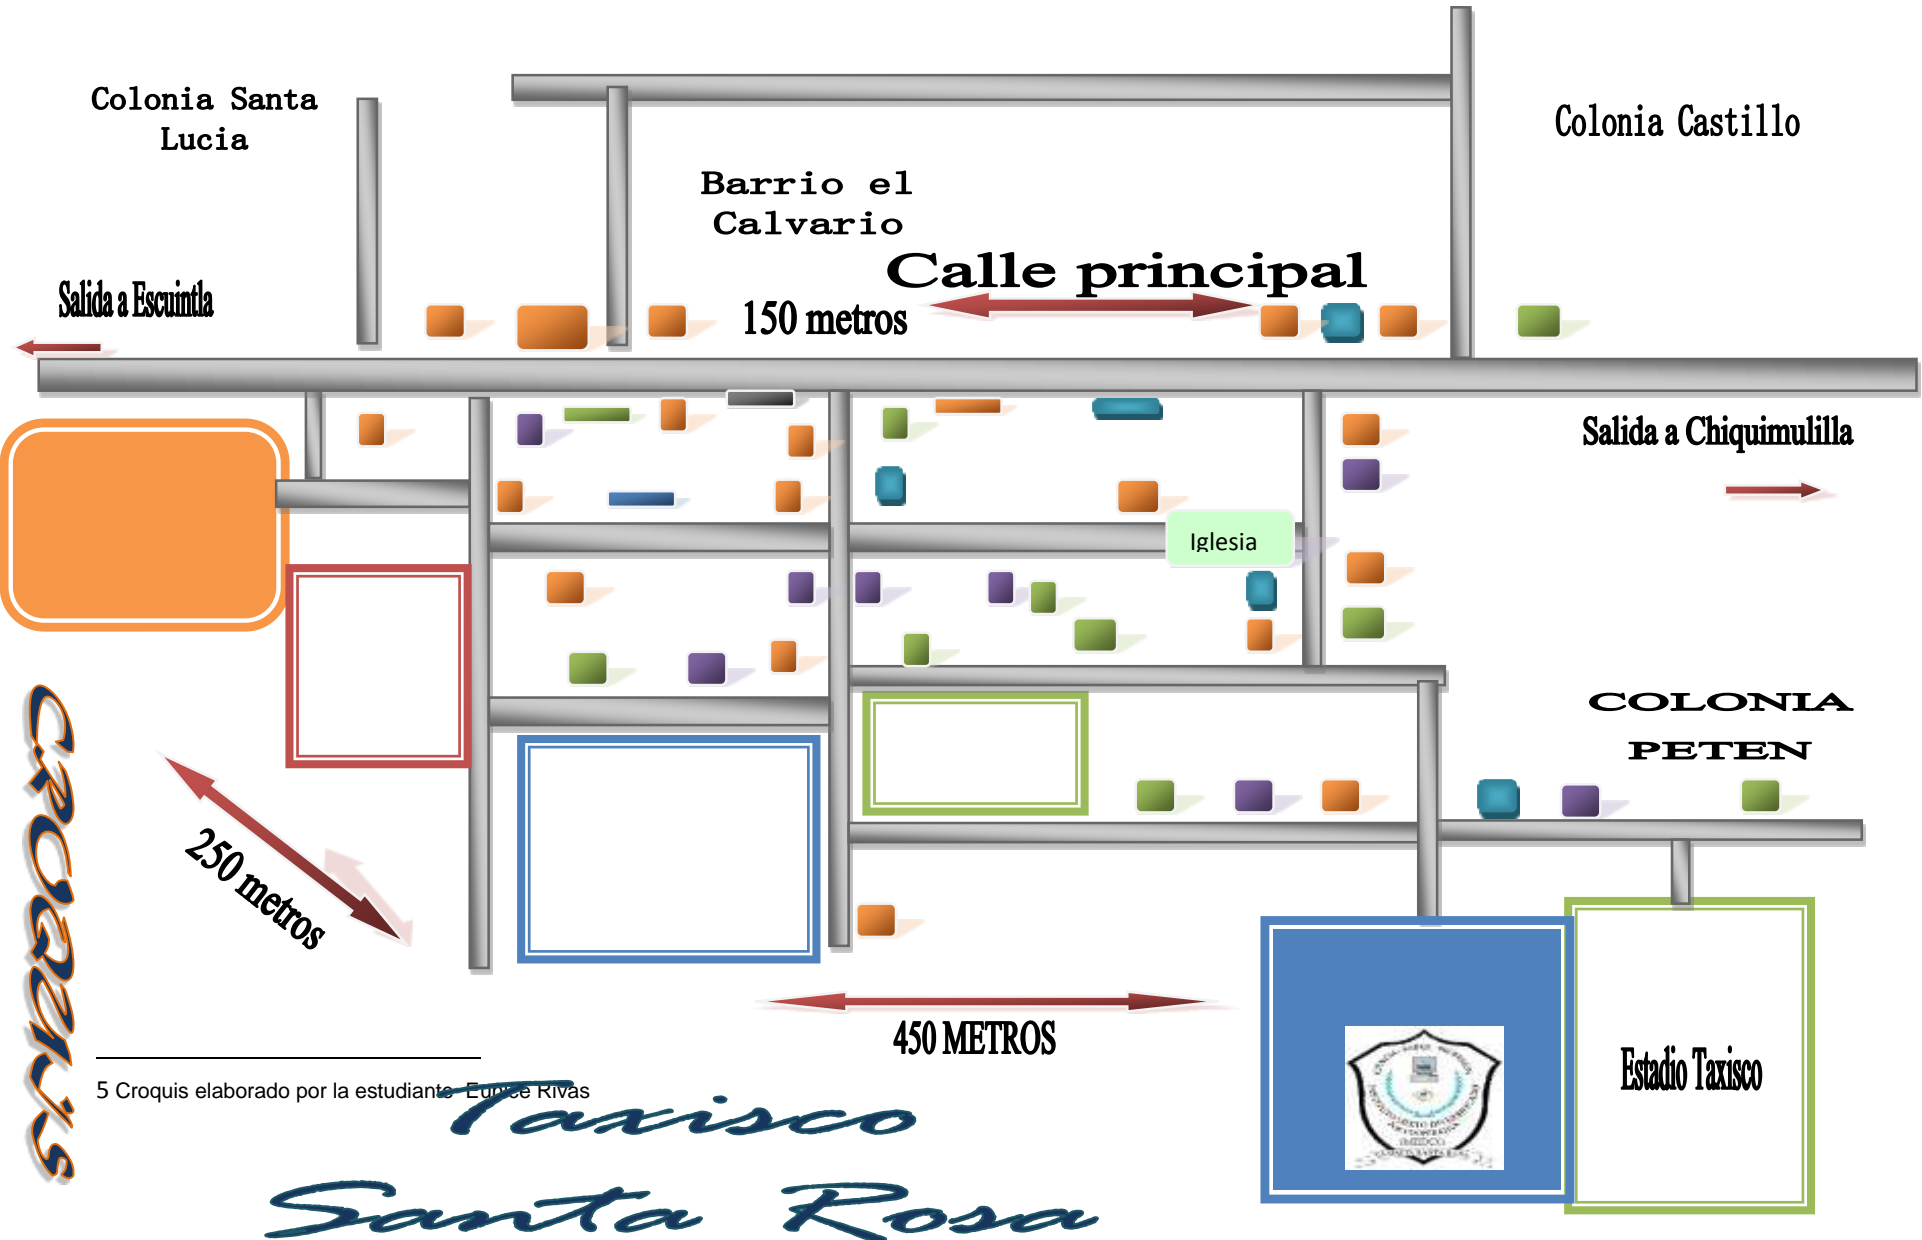 Colonia Santa
Lucia
Colonia Castillo
Barrio el
Calvario
Calle principal
Salida a Escuintla
150 metros
Salida a Chiquimulilla
Iglesia
COLONIA
PETEN
250 metros
450 METROS
Estadio Taxisco
CROQUIS
5 Croquis elaborado por la estudiante Eunice Rivas
Taxisco
Santa Rosa